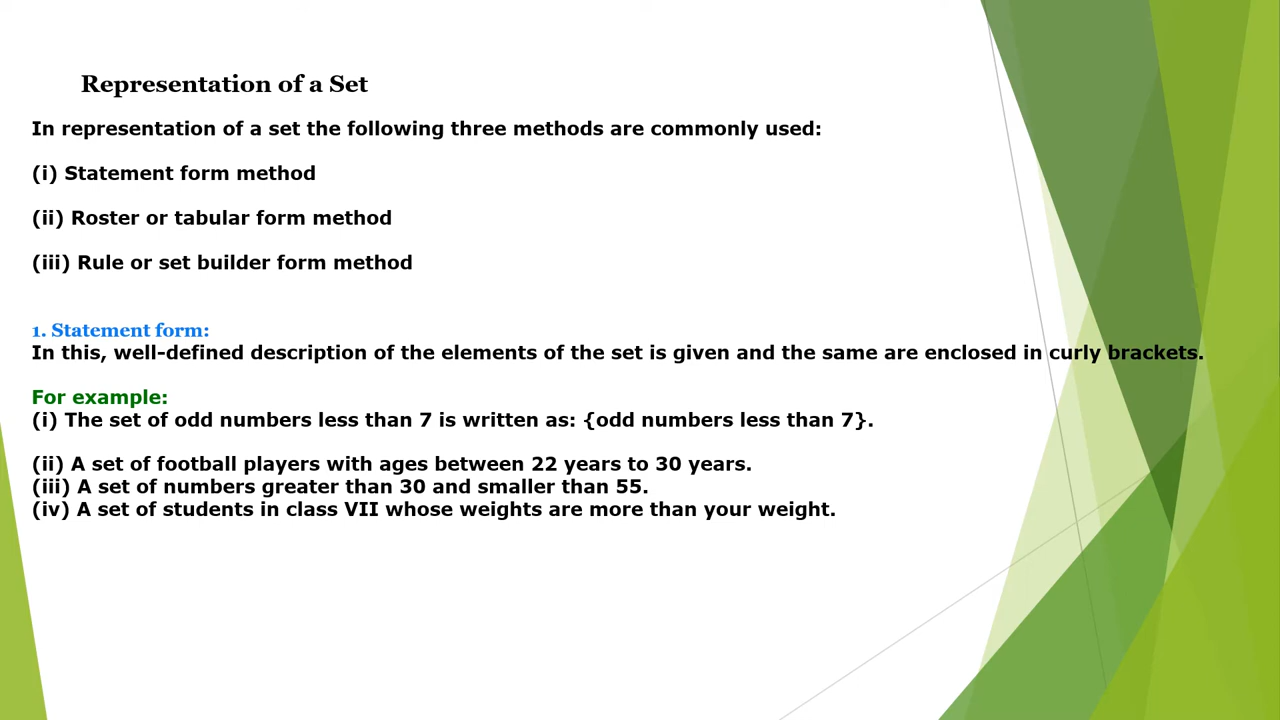 Representation of a Set
In representation of a set the following three methods are commonly used:
(i) Statement form method
(ii) Roster or tabular form method
(iii) Rule or set builder form method
1. Statement form:
In this, well-defined description of the elements of the set is given and the same are enclosed in curly brackets.
For example:
(i) The set of odd numbers less than 7 is written as: {odd numbers less than 7}.
(ii) A set of football players with ages between 22 years to 30 years.
(iii) A set of numbers greater than 30 and smaller than 55.
(iv) A set of students in class VII whose weights are more than your weight.